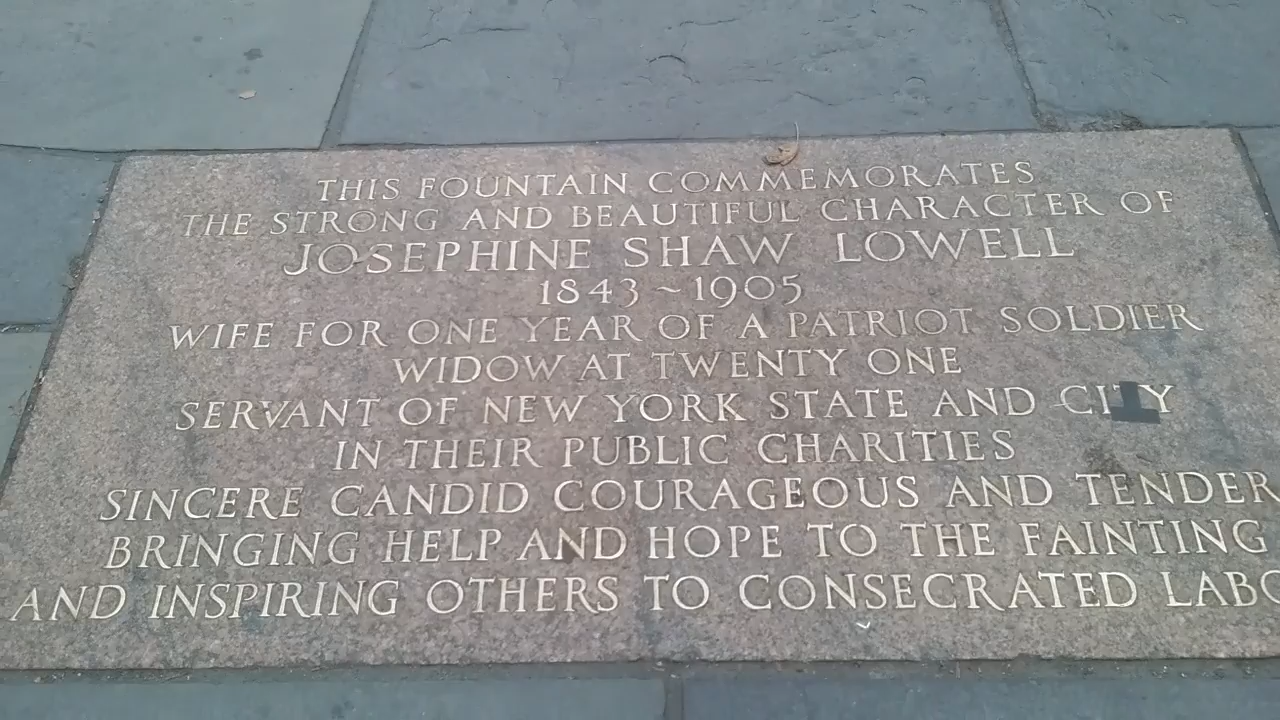 THIS FOUNTAIN COMMEMORATES
THE STRONG AND BEAUTIFUL CHARACTER OF
JOSEPHINE SHAW LOWELL
1843 ~ 1905
WIFE FOR ONE YEAR OF A PATRIOT SOLDIER
WIDOW AT TWENTY ONE
SERVANT OF NEW YORK STATE AND CITY
IN THEIR PUBLIC CHARITIES
SINCERE CANDID COURAGEOUS AND TENDER
BRINGING HELP AND HOPE TO THE FAINTING
AND INSPIRING OTHERS TO CONSECRATED